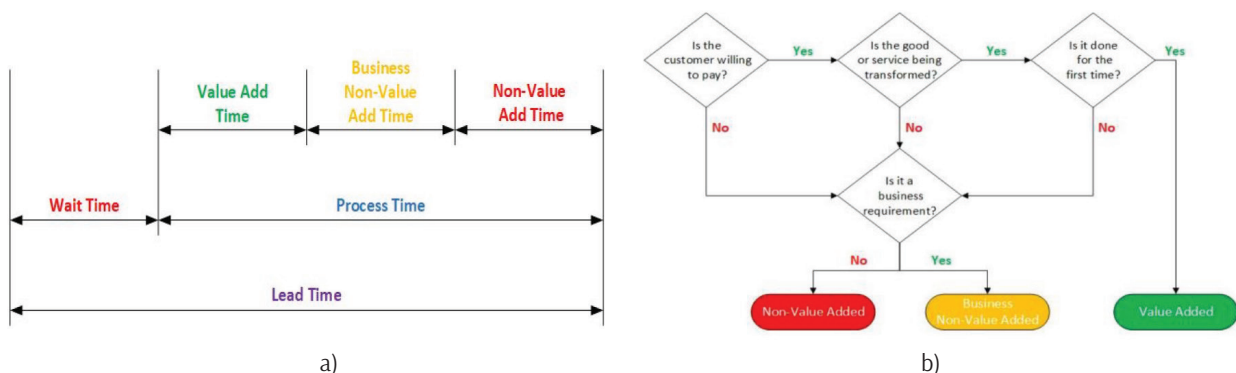 Value Add
Time
Business
Non-Value
Add Time
Non-Value
Add Time
Wait Time
Process Time
Lead Time
a)
Is the
customer willing
to pay?
Yes
Is the good
or service being
transformed?
Yes
Is it done
for the
first time?
Yes
No
No
No
Is it a
business
requirement?
No
Yes
Non-Value Added
Business
Non-Value Added
Value Added
b)